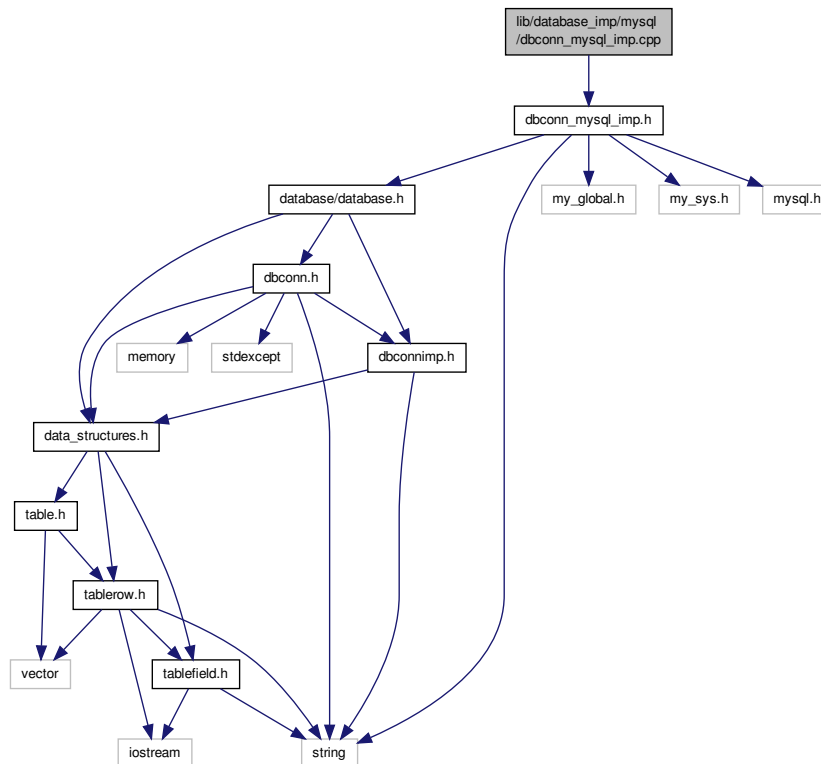 lib/database_imp/mysql
/dbconn_mysql_imp.cpp
dbconn_mysql_imp.h
database/database.h
my_global.h
my_sys.h
mysql.h
dbconn.h
memory
stdexcept
dbconnimp.h
data_structures.h
table.h
tablerow.h
vector
tablefield.h
iostream
string